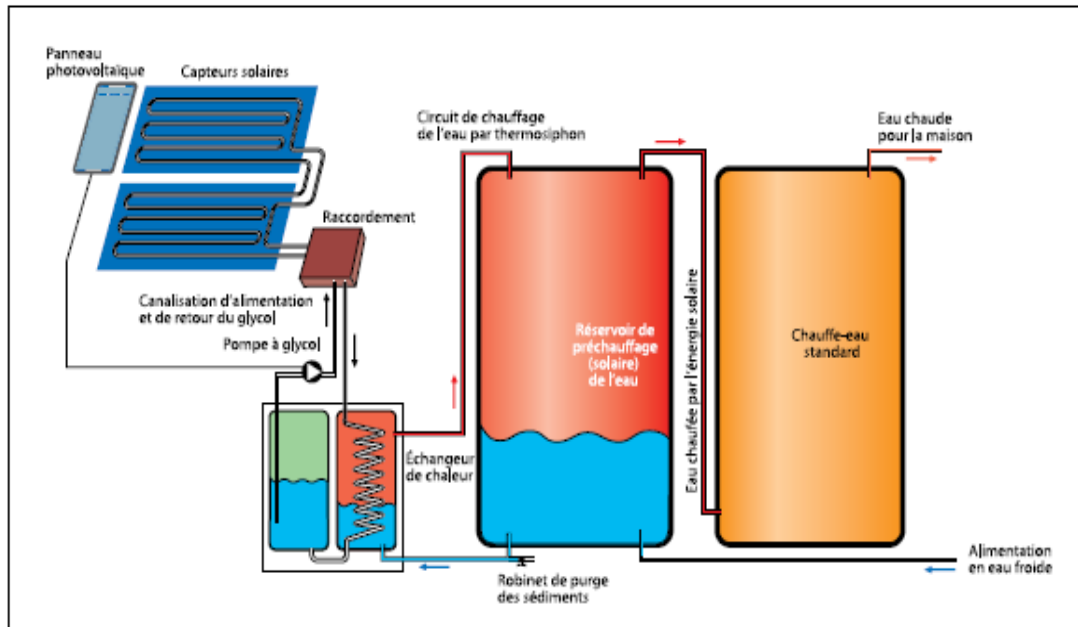 Panneau
photovoltaïque
Capteurs solaires
Circuit de chauffage
de l'eau par thermosiphon
Eau chaude
pour la maison
Raccordement
Canalisation d'alimentation
et de retour du glycol
Pompe à glycol
Réservoir de
préchauffage
(solaire)
de l'eau
Eau chauffée par l'énergie solaire
Chauffe-eau
standard
Échangeur
de chaleur
Robinet de purge
des sédiments
Alimentation
en eau froide